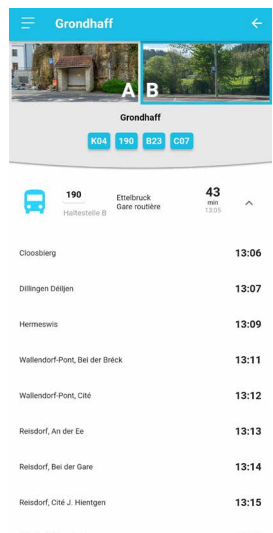 Grondhaff
A B
Grondhaff
K04 190 B23 C07
190
Haltestelle B
Ettelbruck
Gare routière
43
min
13:05
Cloosbierg 13:06
Dillingen Déiljen 13:07
Hermeswis 13:09
Wallendorf-Pont, Bei der Bréck 13:11
Wallendorf-Pont, Cité 13:12
Reisdorf, An der Ee 13:13
Reisdorf, Bei der Gare 13:14
Reisdorf, Cité J. Hientgen 13:15